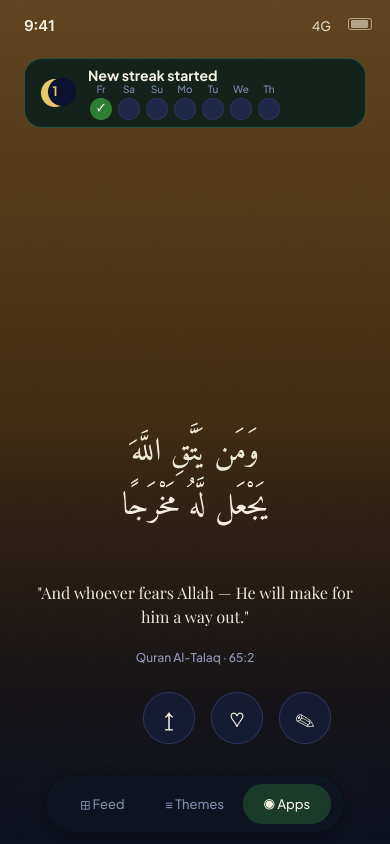 9:41
4G
New streak started
1
Fr Sa Su Mo Tu We Th
وَمَن يَتَّقِ اللَّهَ
يَجْعَل لَّهُ مَخْرَجًا
"And whoever fears Allah — He will make for
him a way out."
Quran Al-Talaq · 65:2
Feed
Themes
Apps